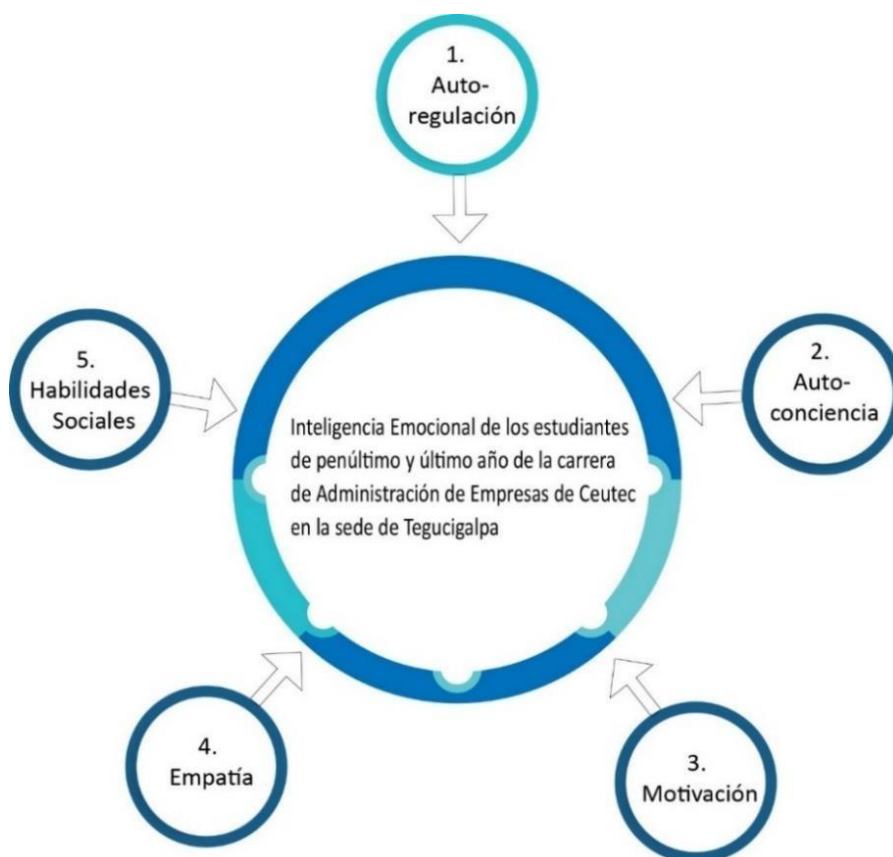 1.
Auto-
regulación
2.
Auto-
conciencia
3.
Motivación
4.
Empatía
5.
Habilidades
Sociales
Inteligencia Emocional de los estudiantes
de penúltimo y último año de la carrera
de Administración de Empresas de Ceutec
en la sede de Tegucigalpa